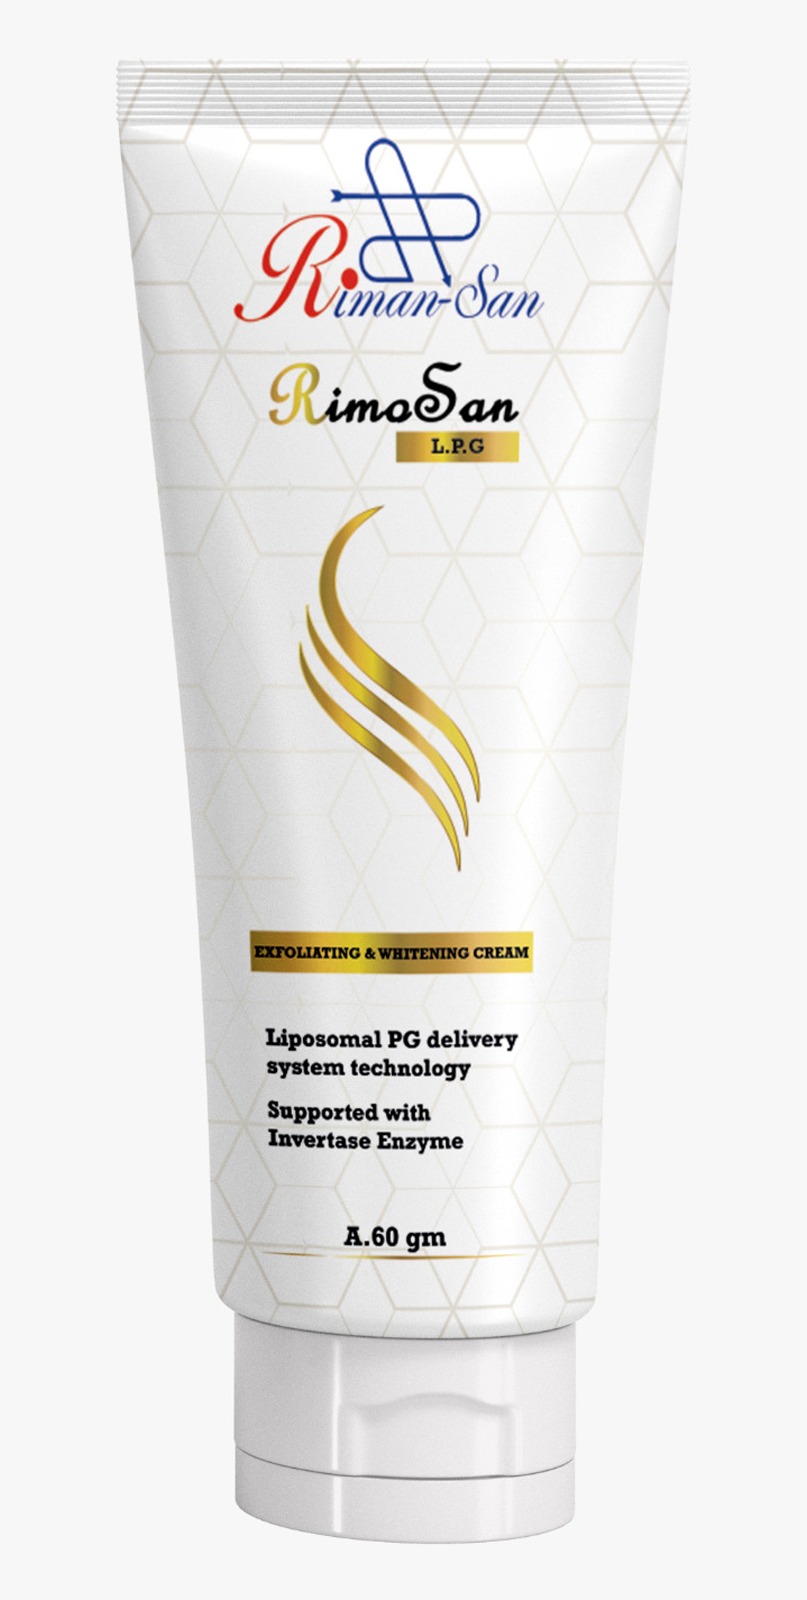 Riman-San
RimoSan
L.P.G
EXFOLIATING & WHITENING CREAM
Liposomal PG delivery
system technology
Supported with
Invertase Enzyme
A.60 gm